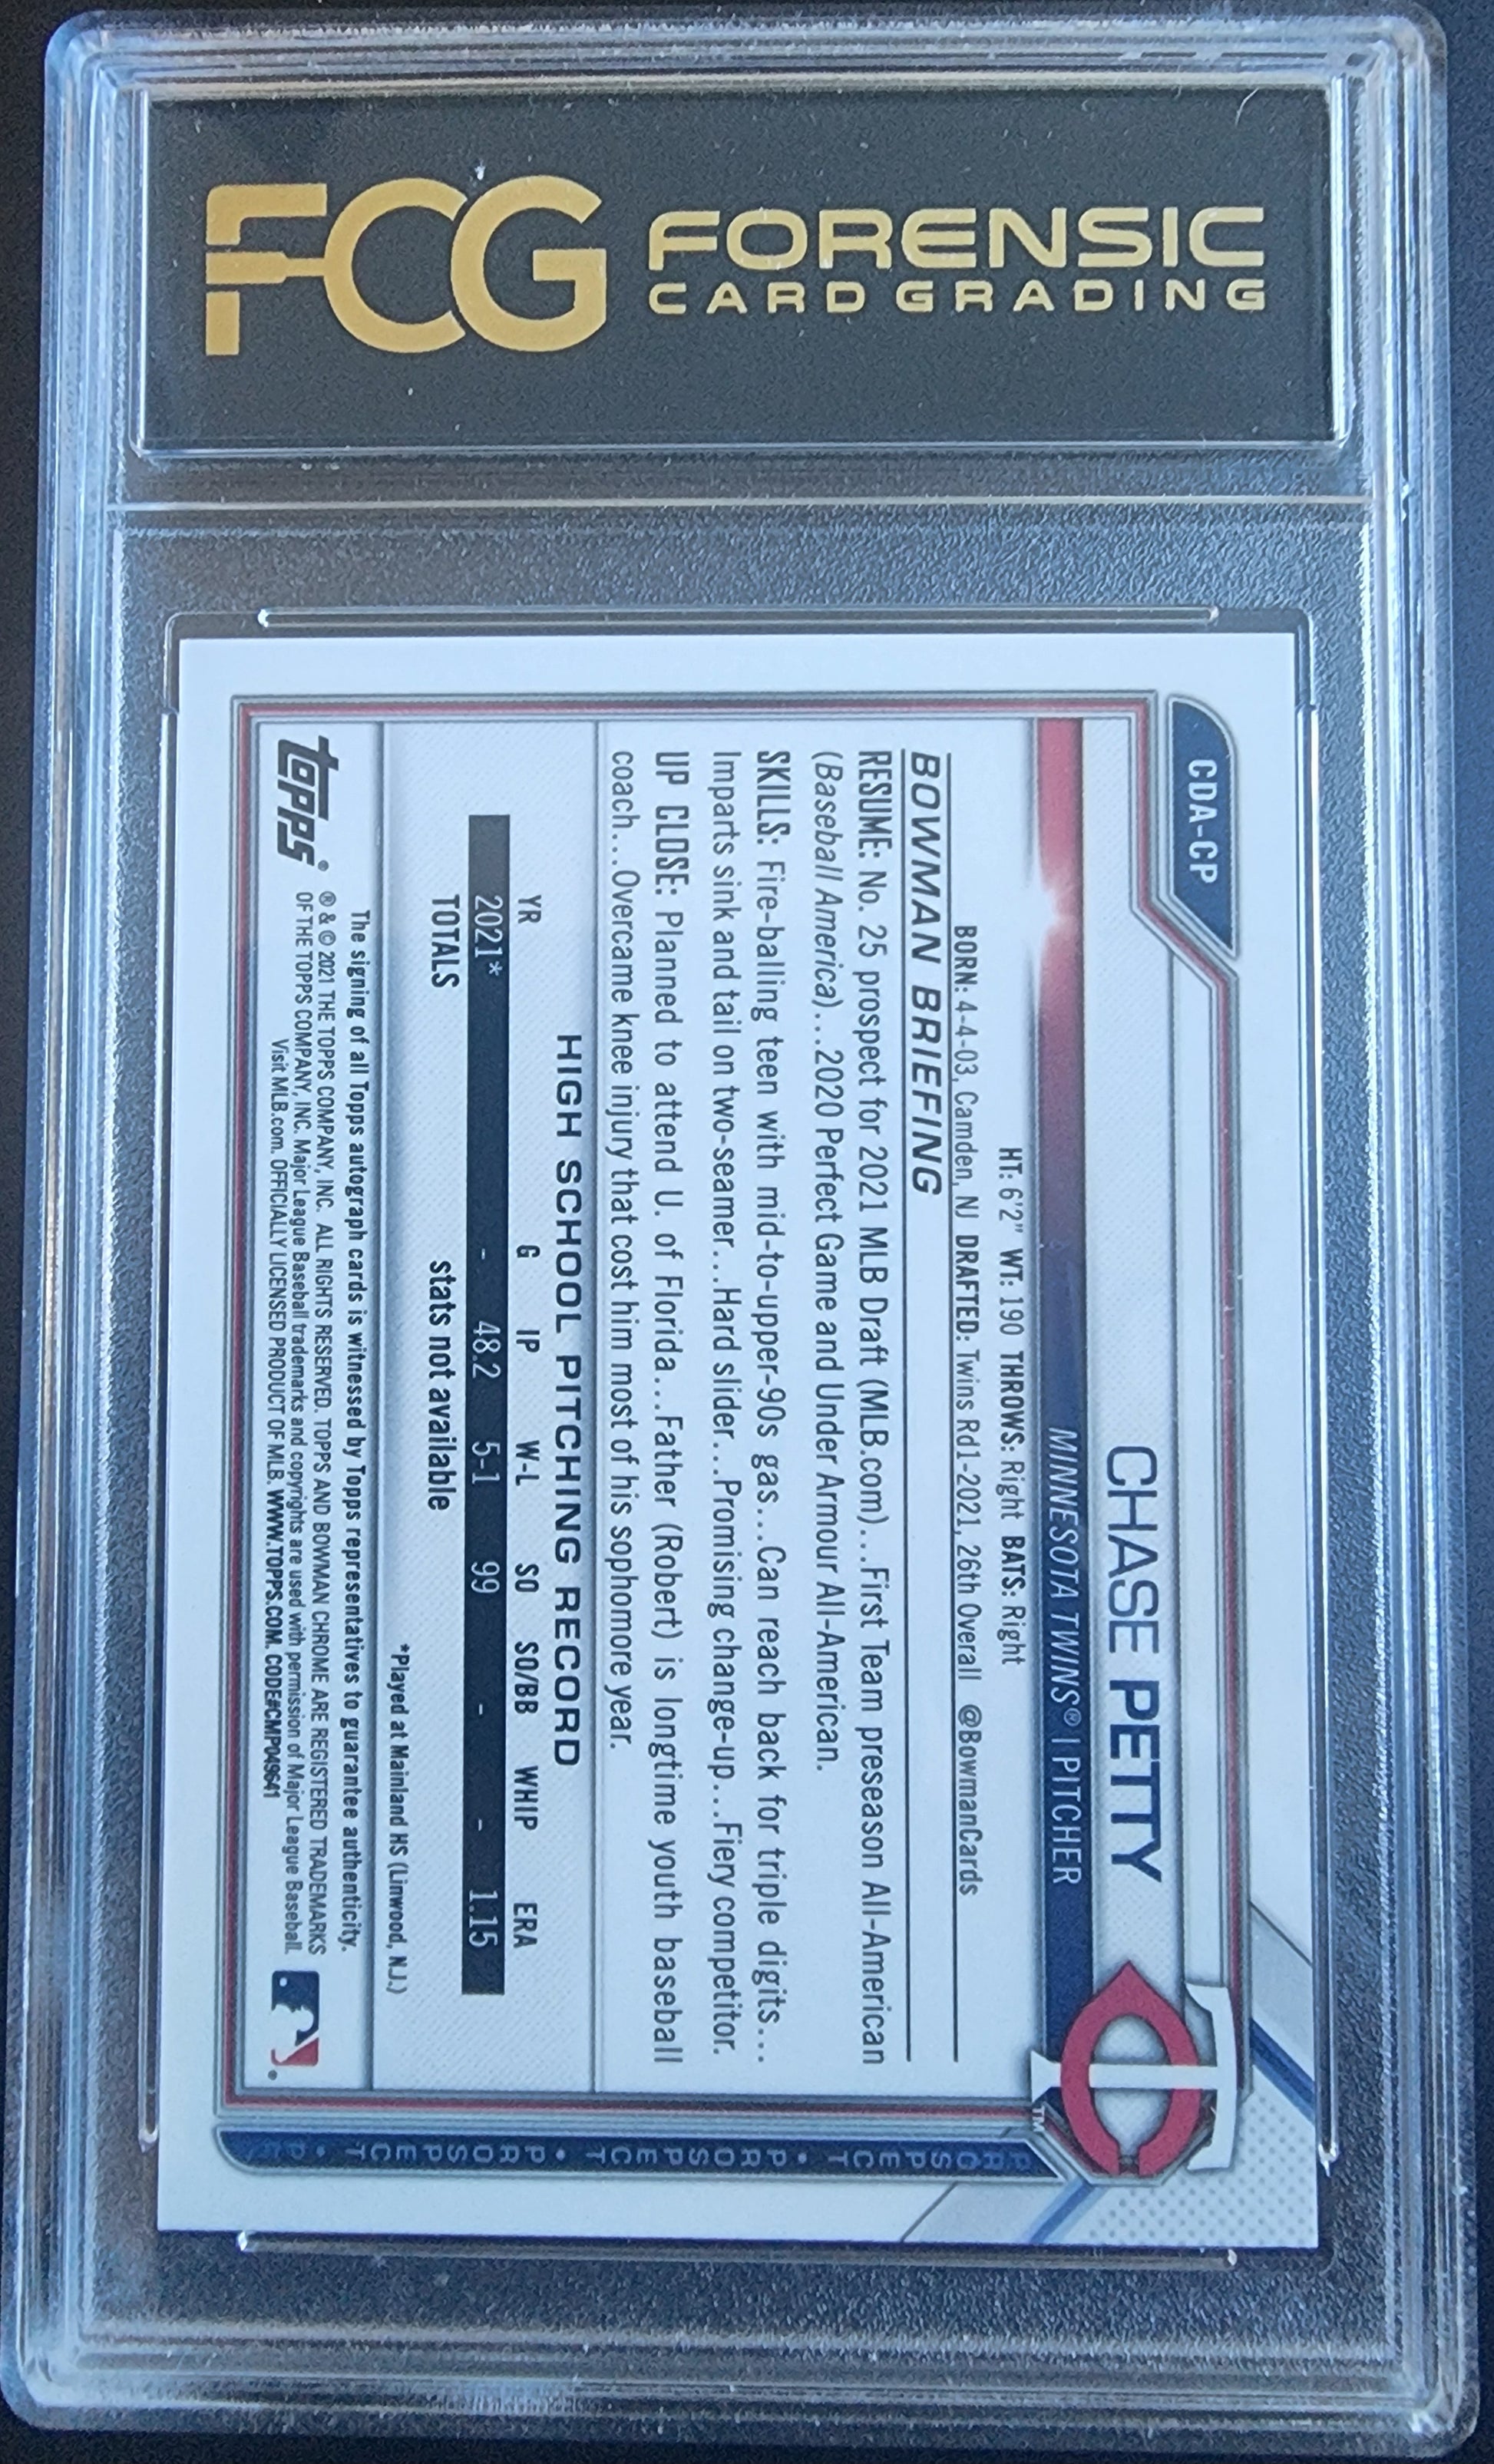 FCG
FORENSIC
CARD GRADING
CDA-CP
CHASE PETTY
MINNESOTA TWINS® | PITCHER
HT: 6'2" WT: 190 THROWS: Right BATS: Right
BORN: 4-4-03, Camden, NJ DRAFTED: Twins Rd1-2021, 26th Overall @BowmanCards
BOWMAN BRIEFING
RESUME: No. 25 prospect for 2021 MLB Draft (MLB.com)...First Team preseason All-American
(Baseball America)...2020 Perfect Game and Under Armour All-American.
SKILLS: Fire-balling teen with mid-to-upper-90s gas...Can reach back for triple digits...
Imparts sink and tail on two-seamer...Hard slider...Promising change-up...Fiery competitor.
UP CLOSE: Planned to attend U. of Florida...Father (Robert) is longtime youth baseball
coach...Overcame knee injury that cost him most of his sophomore year.
HIGH SCHOOL PITCHING RECORD
YR G IP W-L SO SO/BB WHIP ERA
2021* - 48.2 5-1 99 - - 1.15
TOTALS stats not available
*Played at Mainland HS (Linwood, N.J.)
The signing of all Topps autograph cards is witnessed by Topps representatives to guarantee authenticity.
® & © 2021 THE TOPPS COMPANY, INC. ALL RIGHTS RESERVED. TOPPS AND BOWMAN CHROME ARE REGISTERED TRADEMARKS
OF THE TOPPS COMPANY, INC. Major League Baseball trademarks and copyrights are used with permission of Major League Baseball.
Visit MLB.com. OFFICIALLY LICENSED PRODUCT OF MLB. WWW.TOPPS.COM. CODE#CMP049641
topps®
TC
TM
PROSPECT • PROSPECT • PROSPECT • PR